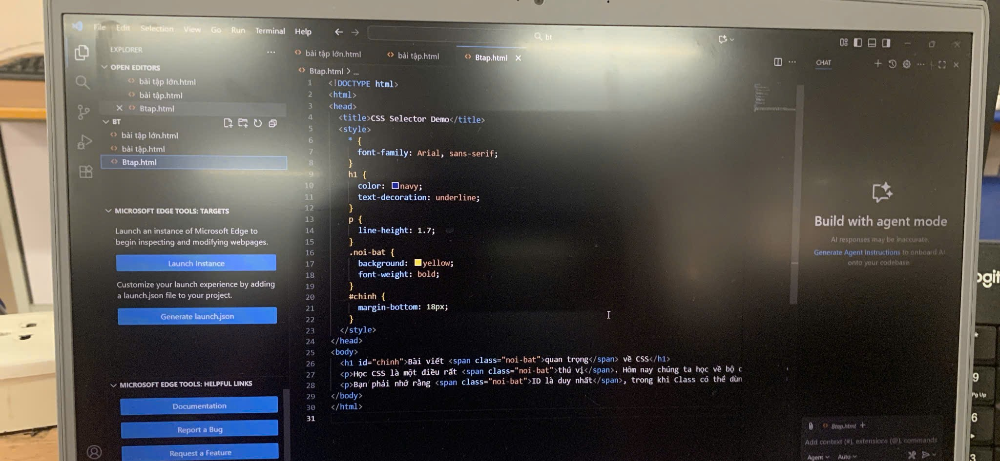 File Edit Selection View Go Run Terminal Help
bt
EXPLORER
OPEN EDITORS
bài tập lớn.html
bài tập.html
Btap.html
BT
bài tập lớn.html
bài tập.html
Btap.html
MICROSOFT EDGE TOOLS: TARGETS
Launch an instance of Microsoft Edge to
begin inspecting and modifying webpages.
Launch Instance
Customize your launch experience by adding
a launch.json file to your project.
Generate launch.json
MICROSOFT EDGE TOOLS: HELPFUL LINKS
Documentation
Report a Bug
Request a Feature
bài tập lớn.html bài tập.html Btap.html
Btap.html > ...
1 <!DOCTYPE html>
2 <html>
3 <head>
4 <title>CSS Selector Demo</title>
5 <style>
6 * {
7 font-family: Arial, sans-serif;
8 }
9 h1 {
10 color: navy;
11 text-decoration: underline;
12 }
13 p {
14 line-height: 1.7;
15 }
16 .noi-bat {
17 background: yellow;
18 font-weight: bold;
19 }
20 #chinh {
21 margin-bottom: 18px;
22 }
23 </style>
24 </head>
25 <body>
26 <h1 id="chinh">Bài viết <span class="noi-bat">quan trọng</span> về CSS</h1>
27 <p>Học CSS là một điều rất <span class="noi-bat">thú vị</span>. Hôm nay chúng ta học về bộ c
28 <p>Bạn phải nhớ rằng <span class="noi-bat">ID là duy nhất</span>, trong khi Class có thể dùn
29 </body>
30 </html>
31
CHAT
Build with agent mode
AI responses may be inaccurate.
Generate Agent Instructions to onboard AI
onto your codebase.
Btap.html
Add context (#), extensions (@), commands
Agent Auto
ogit
*
9
Pg Up
6
3